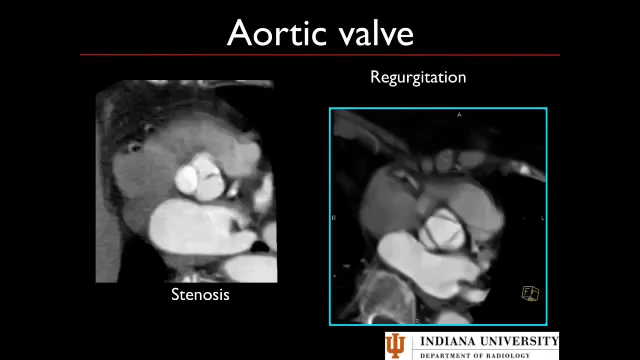 Aortic valve
Regurgitation
A
R
L
Stenosis
INDIANA UNIVERSITY
DEPARTMENT OF RADIOLOGY